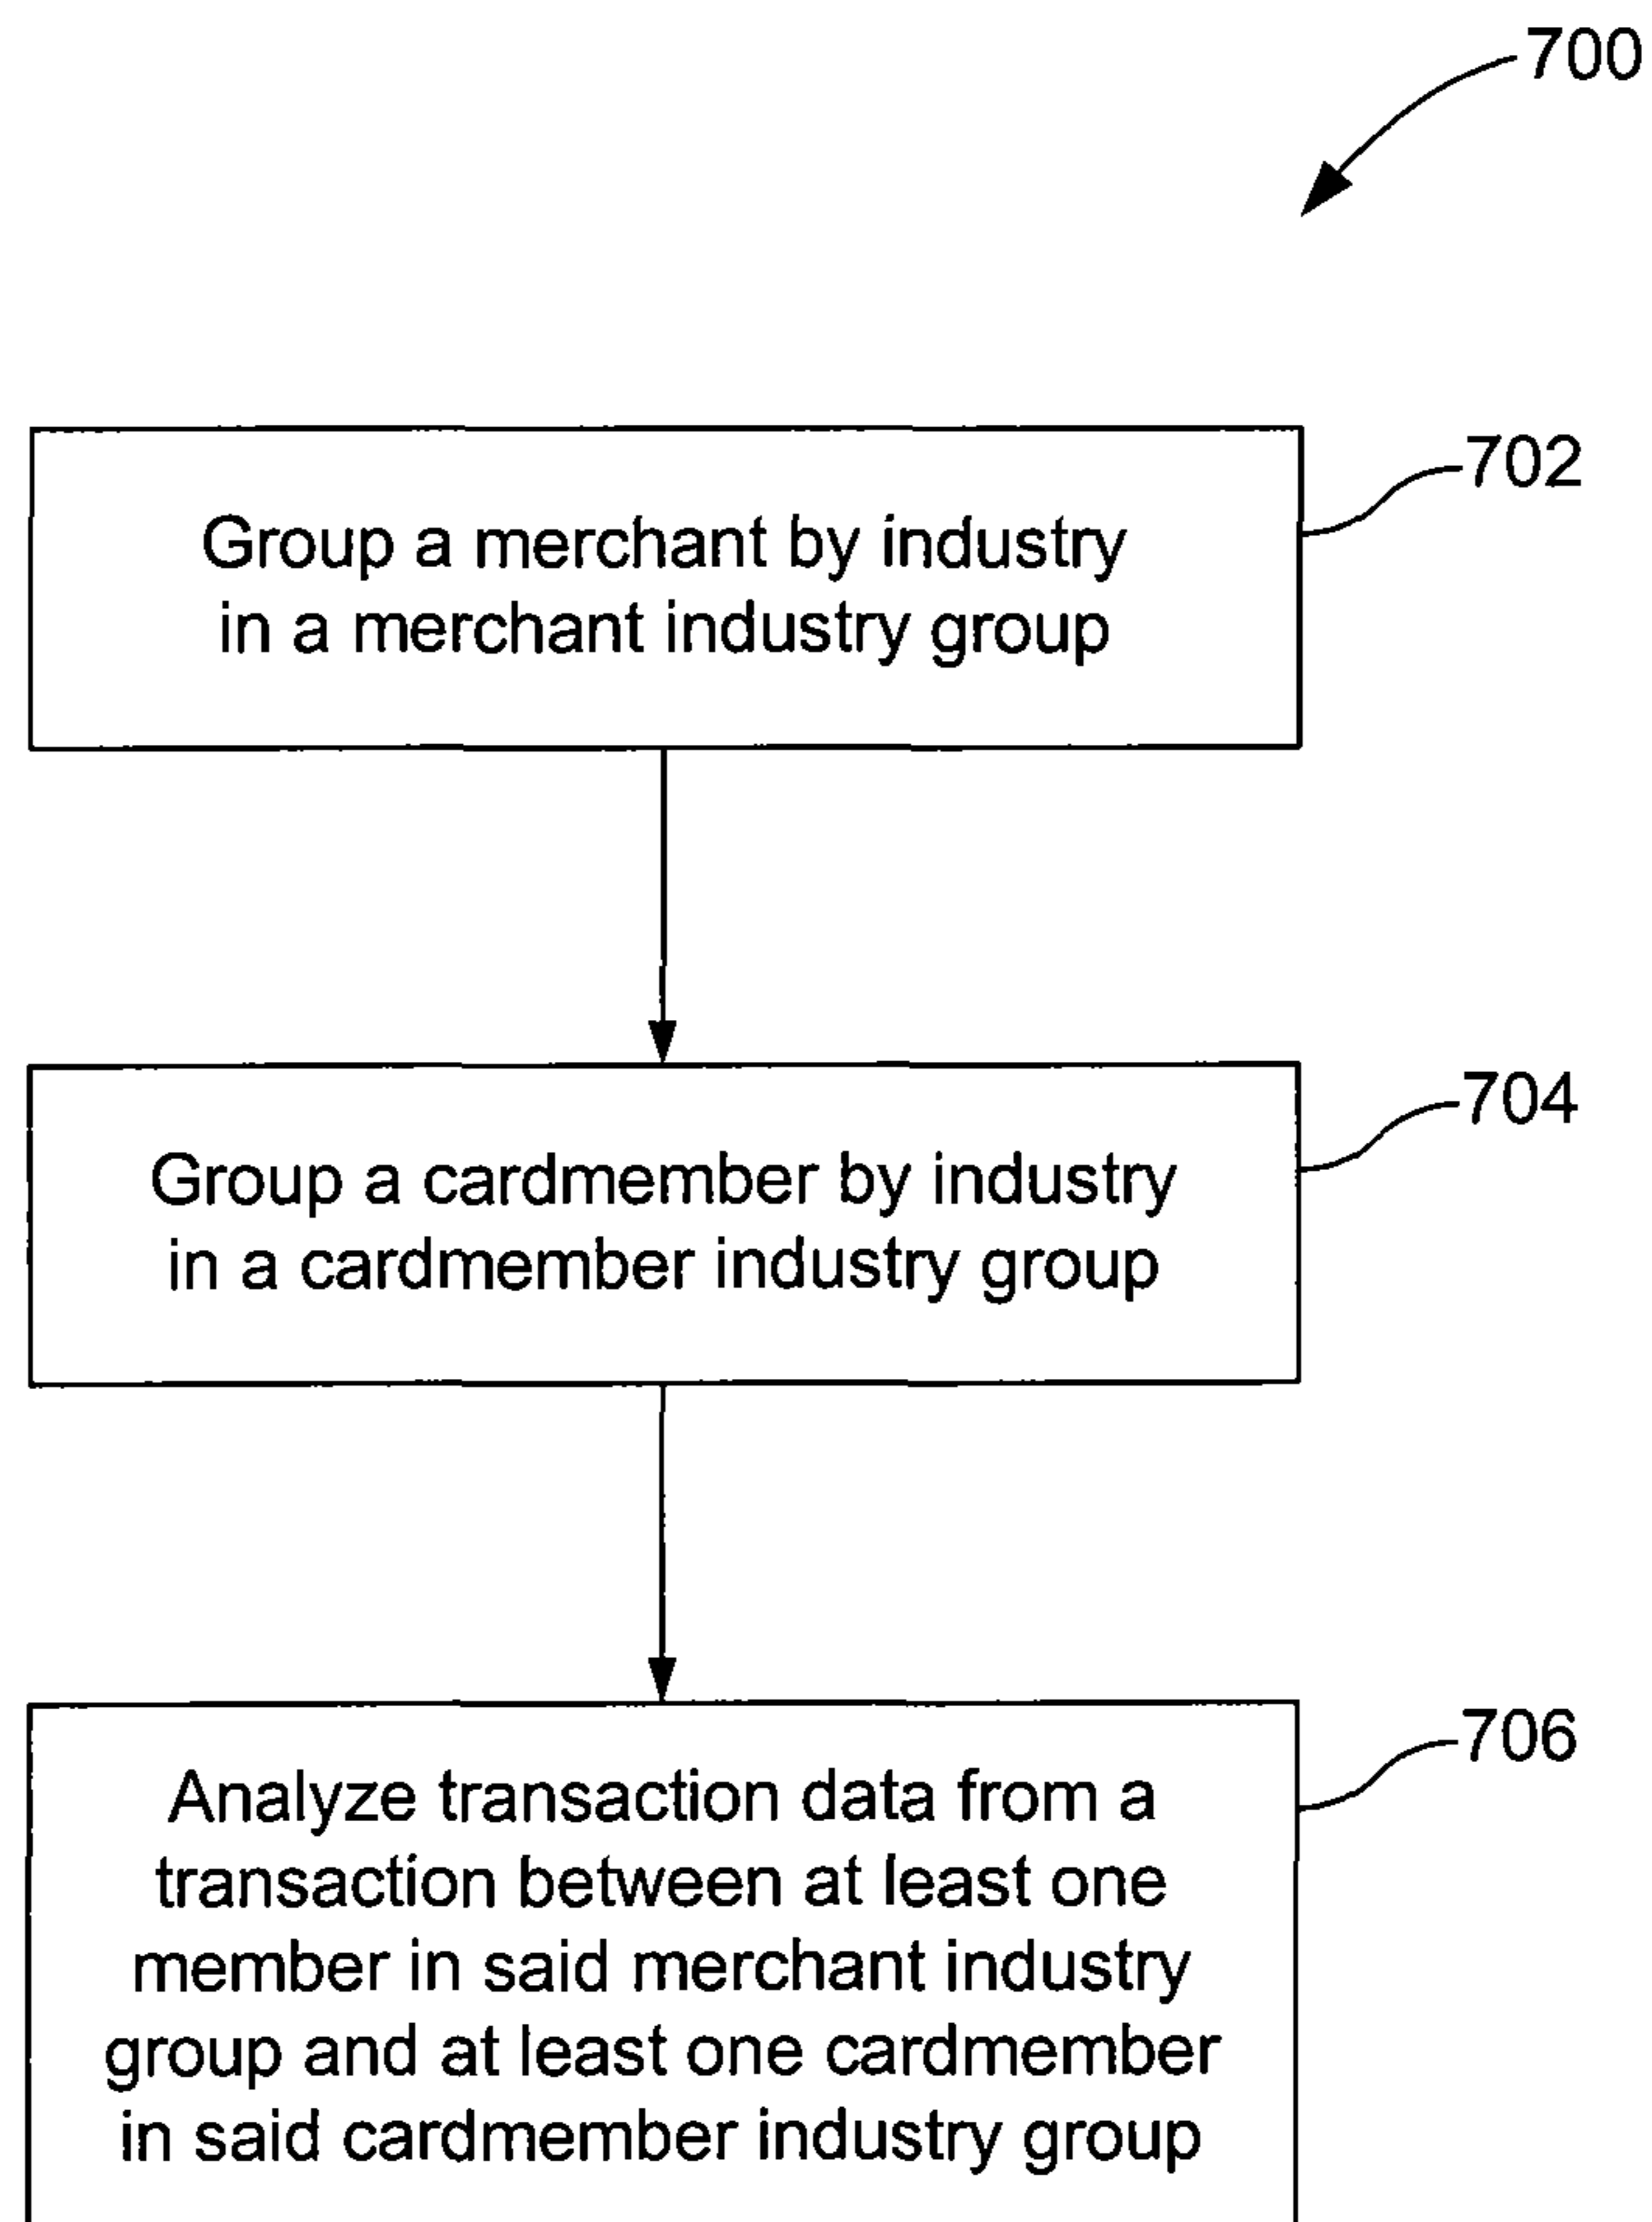 700
702
Group a merchant by industry
in a merchant industry group
704
Group a cardmember by industry
in a cardmember industry group
706
Analyze transaction data from a
transaction between at least one
member in said merchant industry
group and at least one cardmember
in said cardmember industry group